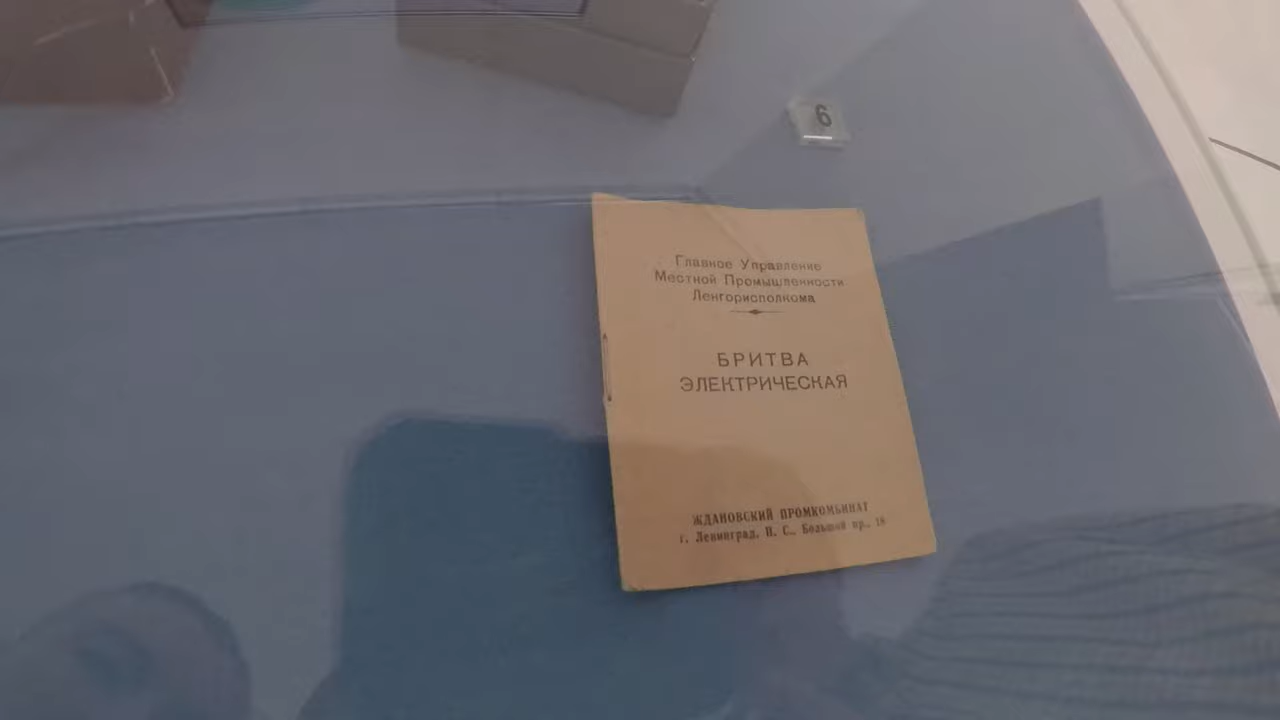 6
Главное Управление
Местной Промышленности
Ленгорисполкома
БРИТВА
ЭЛЕКТРИЧЕСКАЯ
ЖДАНОВСКИЙ ПРОМКОМБИНАТ
г. Ленинград, П. С., Большой пр., 18